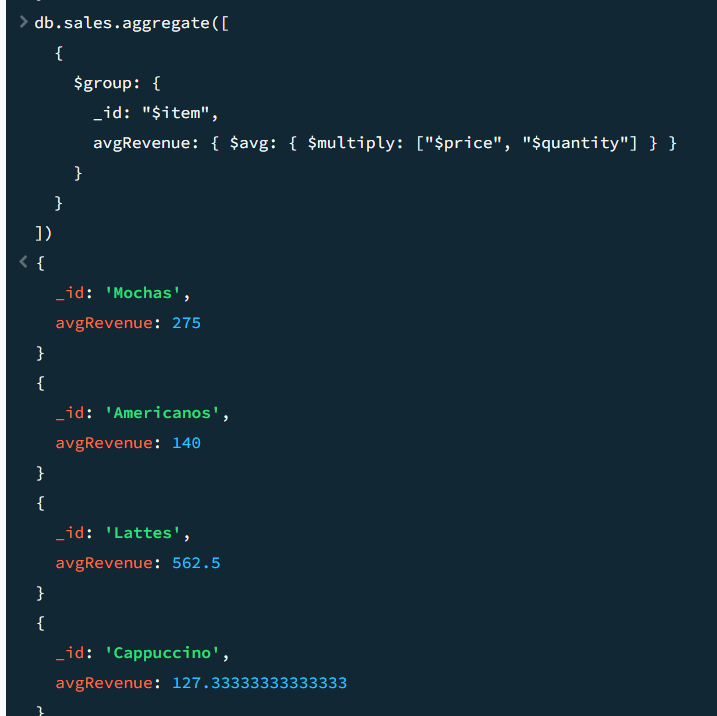 > db.sales.aggregate([
{
$group: {
_id: "$item",
avgRevenue: { $avg: { $multiply: ["$price", "$quantity"] } }
}
}
])
< {
_id: 'Mochas',
avgRevenue: 275
}
{
_id: 'Americanos',
avgRevenue: 140
}
{
_id: 'Lattes',
avgRevenue: 562.5
}
{
_id: 'Cappuccino',
avgRevenue: 127.33333333333333
}